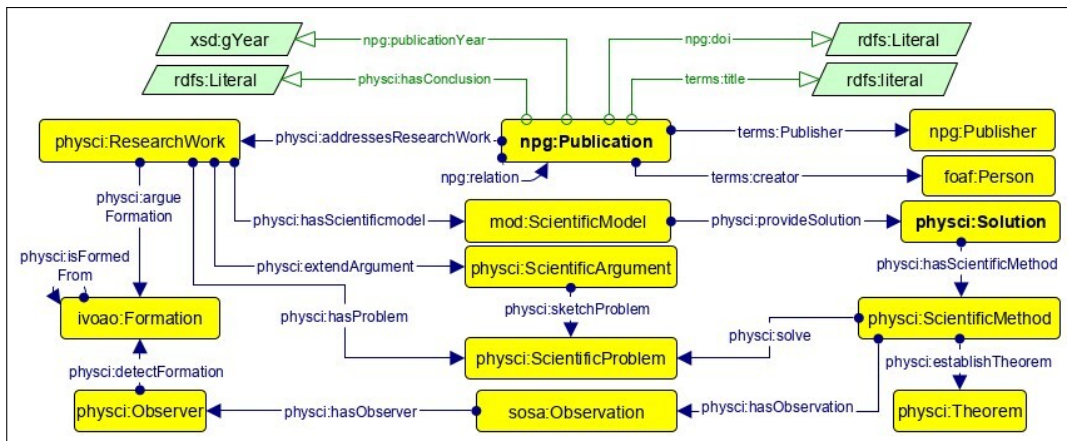 xsd:gYear
npg:publicationYear
npg:doi
rdfs:Literal
rdfs:Literal
physci:hasConclusion
terms:title
rdfs:literal
physci:ResearchWork
physci:addressesResearchWork
npg:Publication
terms:Publisher
npg:Publisher
npg:relation
terms:creator
foaf:Person
physci:argue
Formation
physci:hasScientificmodel
mod:ScientificModel
physci:provideSolution
physci:Solution
physci:isFormed
From
physci:extendArgument
physci:ScientificArgument
physci:hasScientificMethod
ivoao:Formation
physci:hasProblem
physci:sketchProblem
physci:ScientificMethod
physci:solve
physci:detectFormation
physci:ScientificProblem
physci:establishTheorem
physci:Observer
physci:hasObserver
sosa:Observation
physci:hasObservation
physci:Theorem